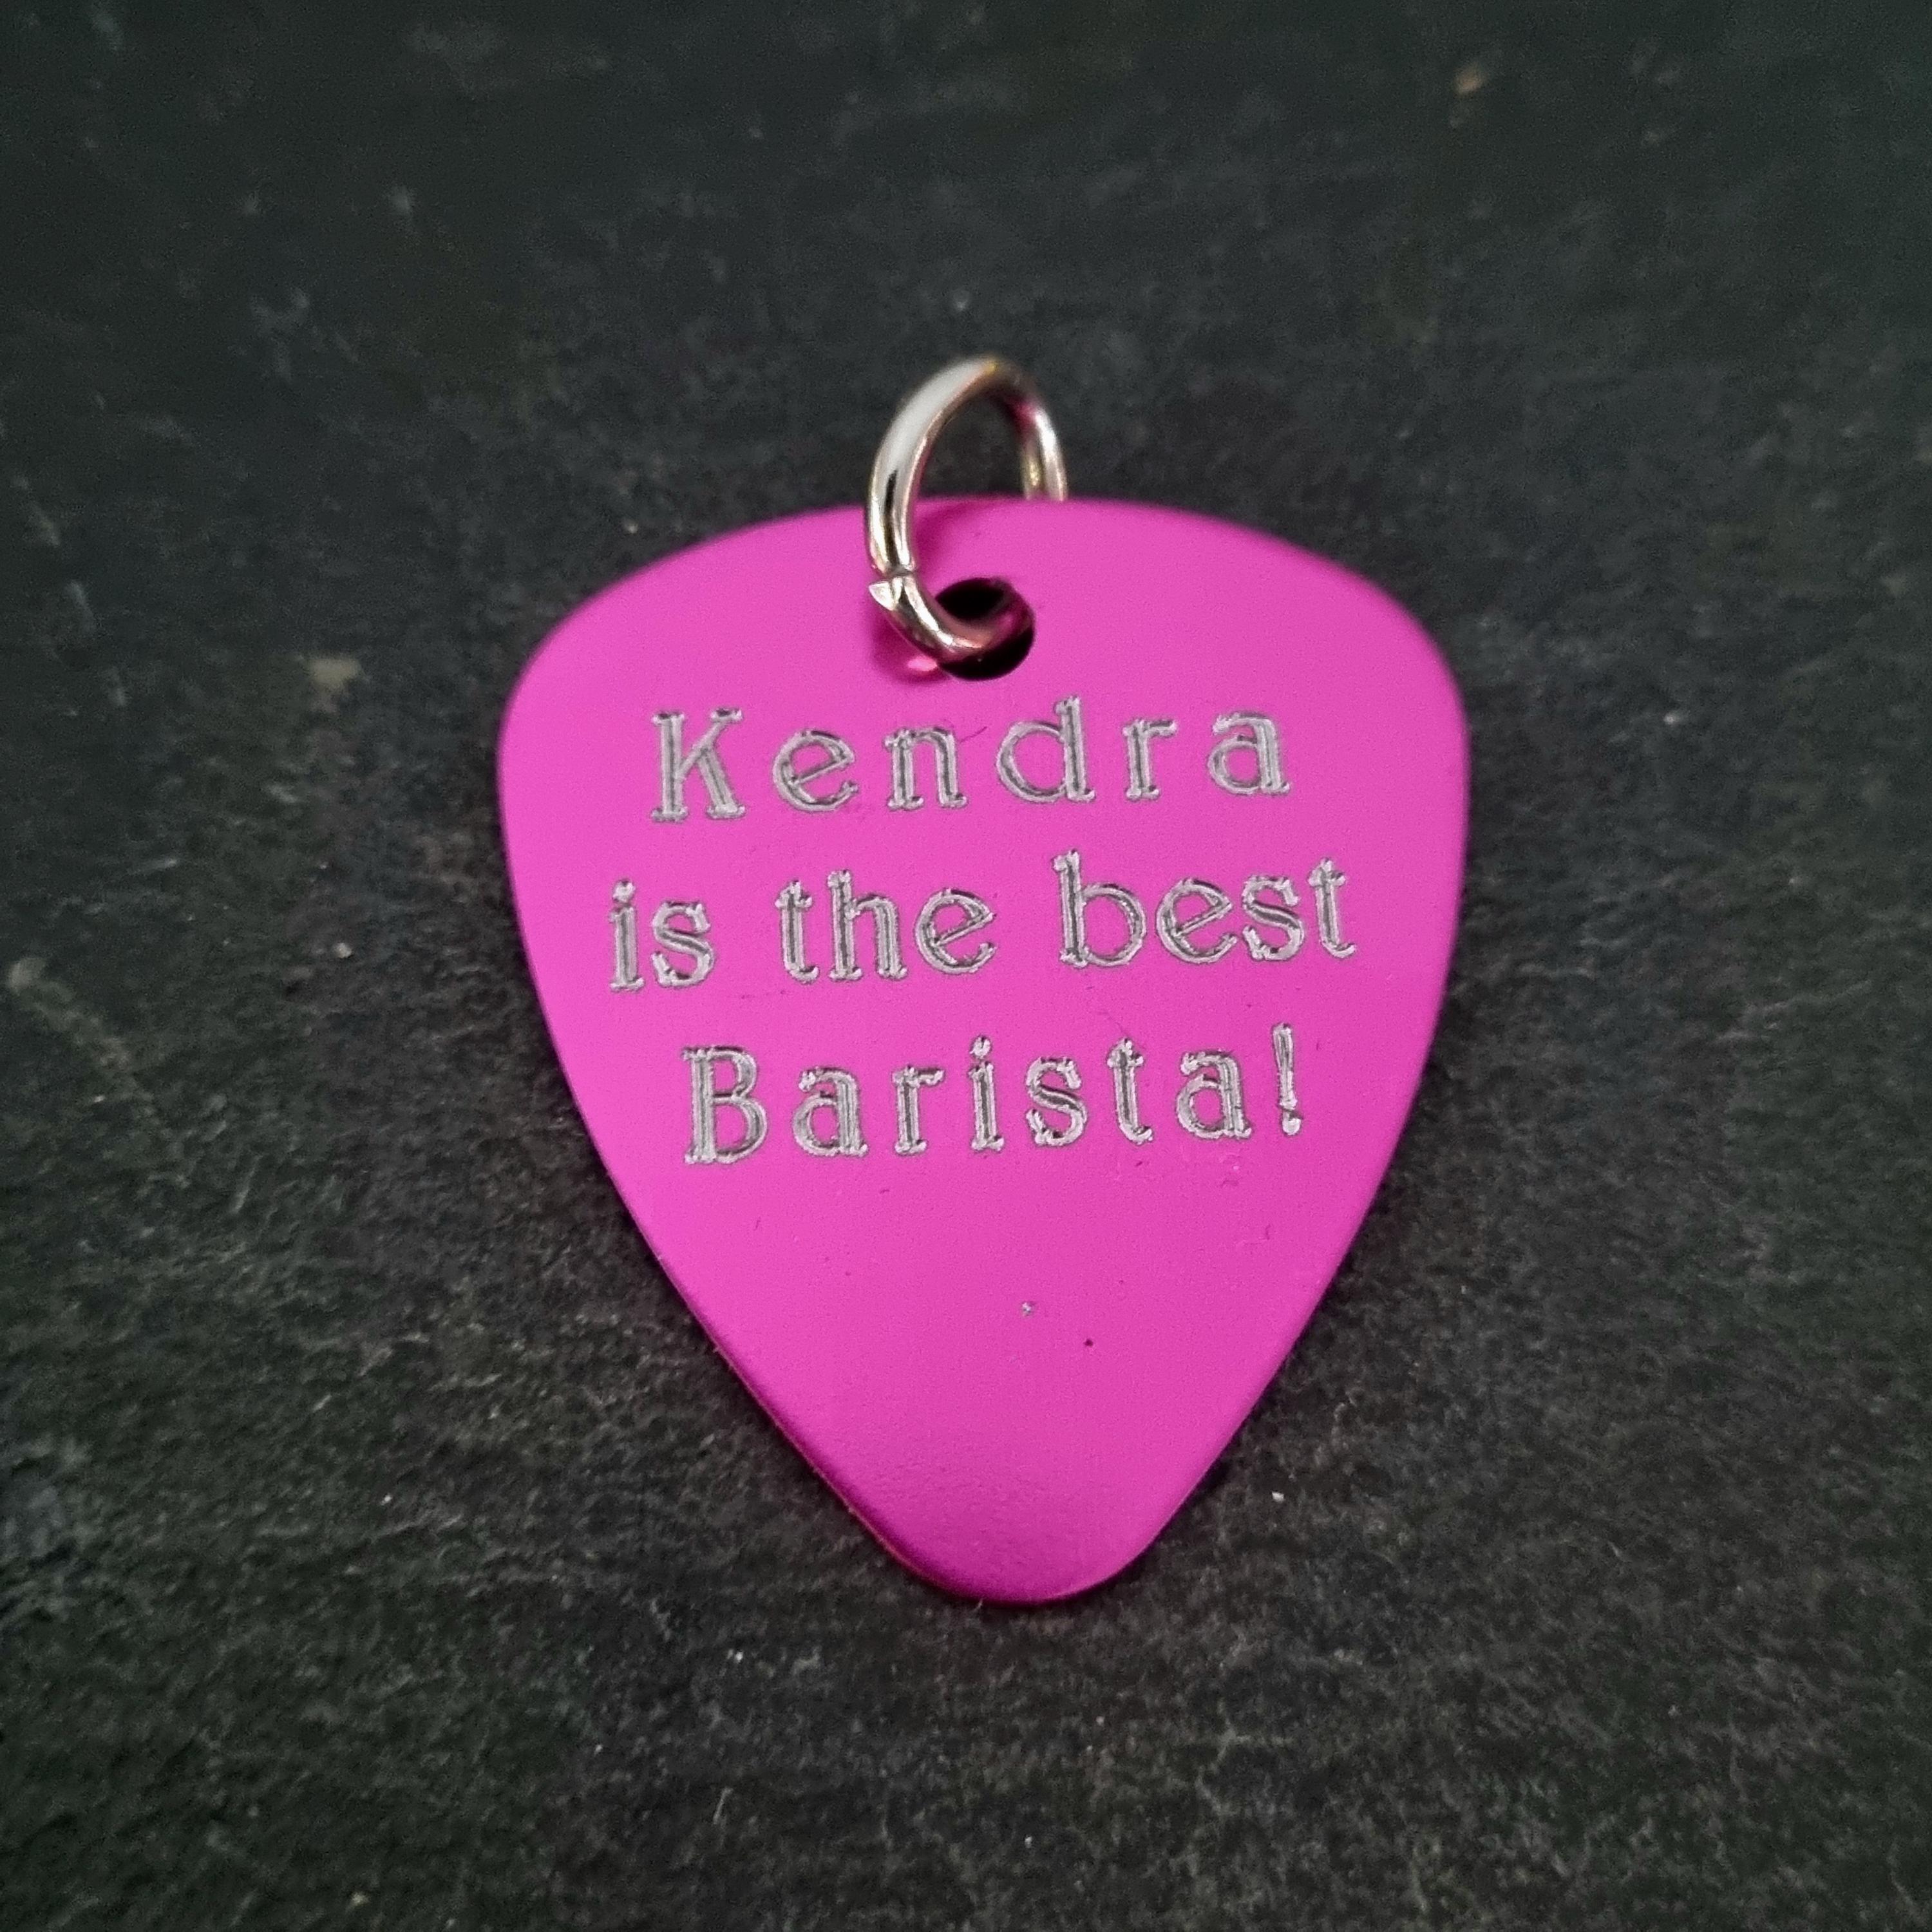 Kendra
is the best
Barista!